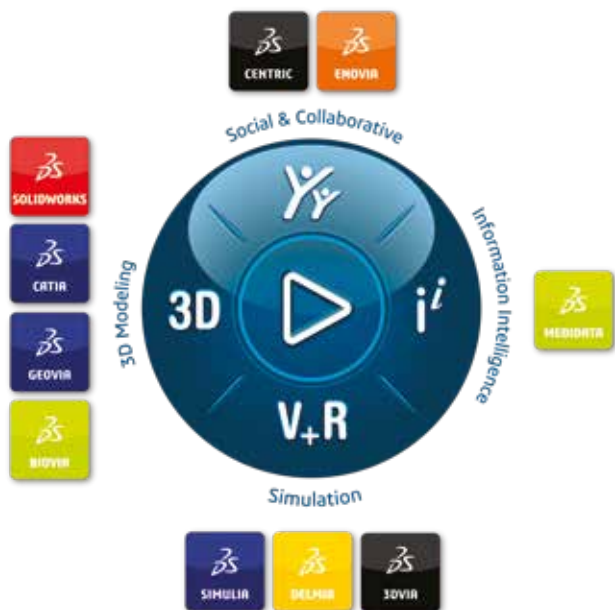 CENTRIC
ENOVIA
Social & Collaborative
SOLIDWORKS
CATIA
GEOVIA
BIOVIA
3D Modeling
3D
i i
Information Intelligence
MEDIDATA
V+R
Simulation
SIMULIA
DELMIA
3DVIA